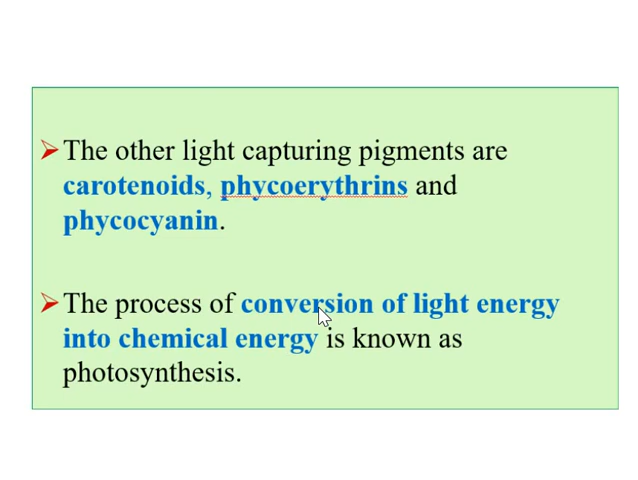 The other light capturing pigments are
carotenoids, phycoerythrins and
phycocyanin.
The process of conversion of light energy
into chemical energy is known as
photosynthesis.